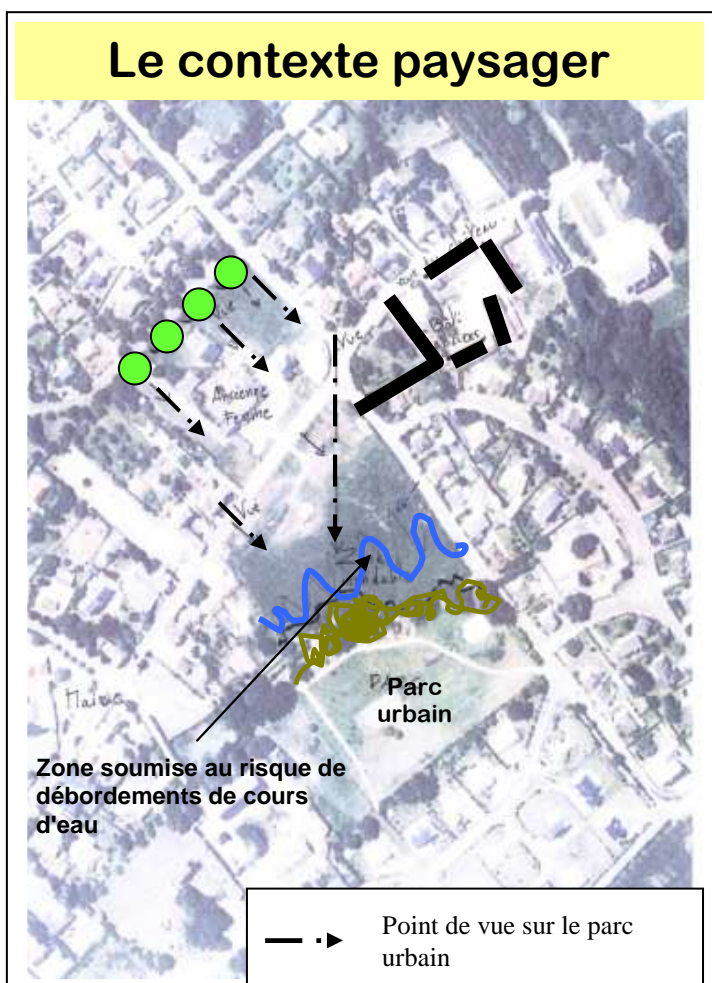 Le contexte paysager
Vue
Ancienne
Ferme
Vue
Mairie
Parc
urbain
Zone soumise au risque de
débordements de cours
d'eau
Point de vue sur le parc
urbain